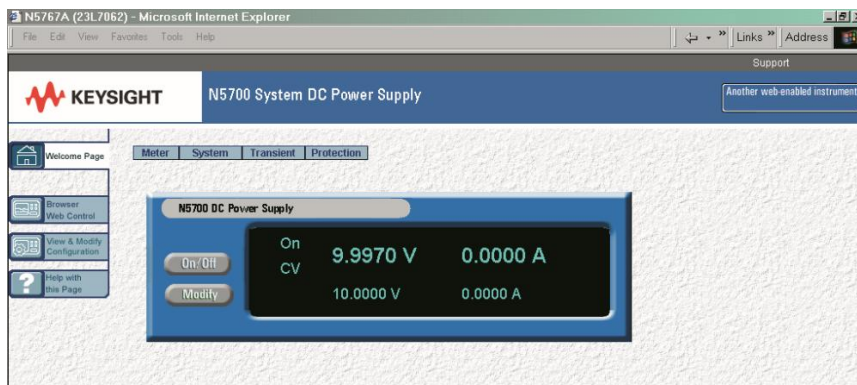 N5767A (23L7062) - Microsoft Internet Explorer
File Edit View Favorites Tools Help
» Links » Address
Support
KEYSIGHT
N5700 System DC Power Supply
Another web-enabled instrument
Welcome Page
Meter System Transient Protection
Browser
Web Control
View & Modify
Configuration
Help with
this Page
N5700 DC Power Supply
On/Off
Modify
On
CV
9.9970 V 0.0000 A
10.0000 V 0.0000 A